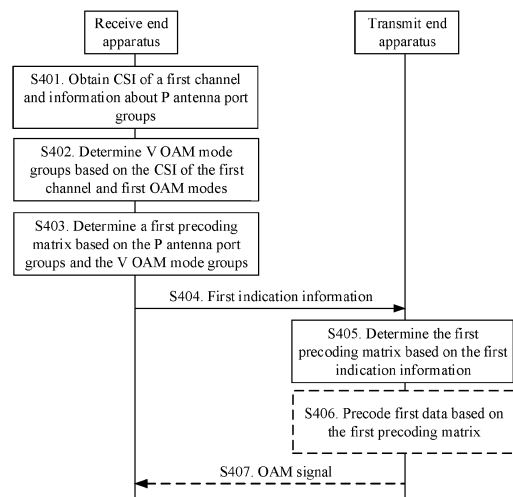 Receive end
apparatus
Transmit end
apparatus
S401. Obtain CSI of a first channel
and information about P antenna port
groups
S402. Determine V OAM mode
groups based on the CSI of the first
channel and first OAM modes
S403. Determine a first precoding
matrix based on the P antenna port
groups and the V OAM mode groups
S404. First indication information
S405. Determine the first
precoding matrix based on the first
indication information
S406. Precode first data based on
the first precoding matrix
S407. OAM signal